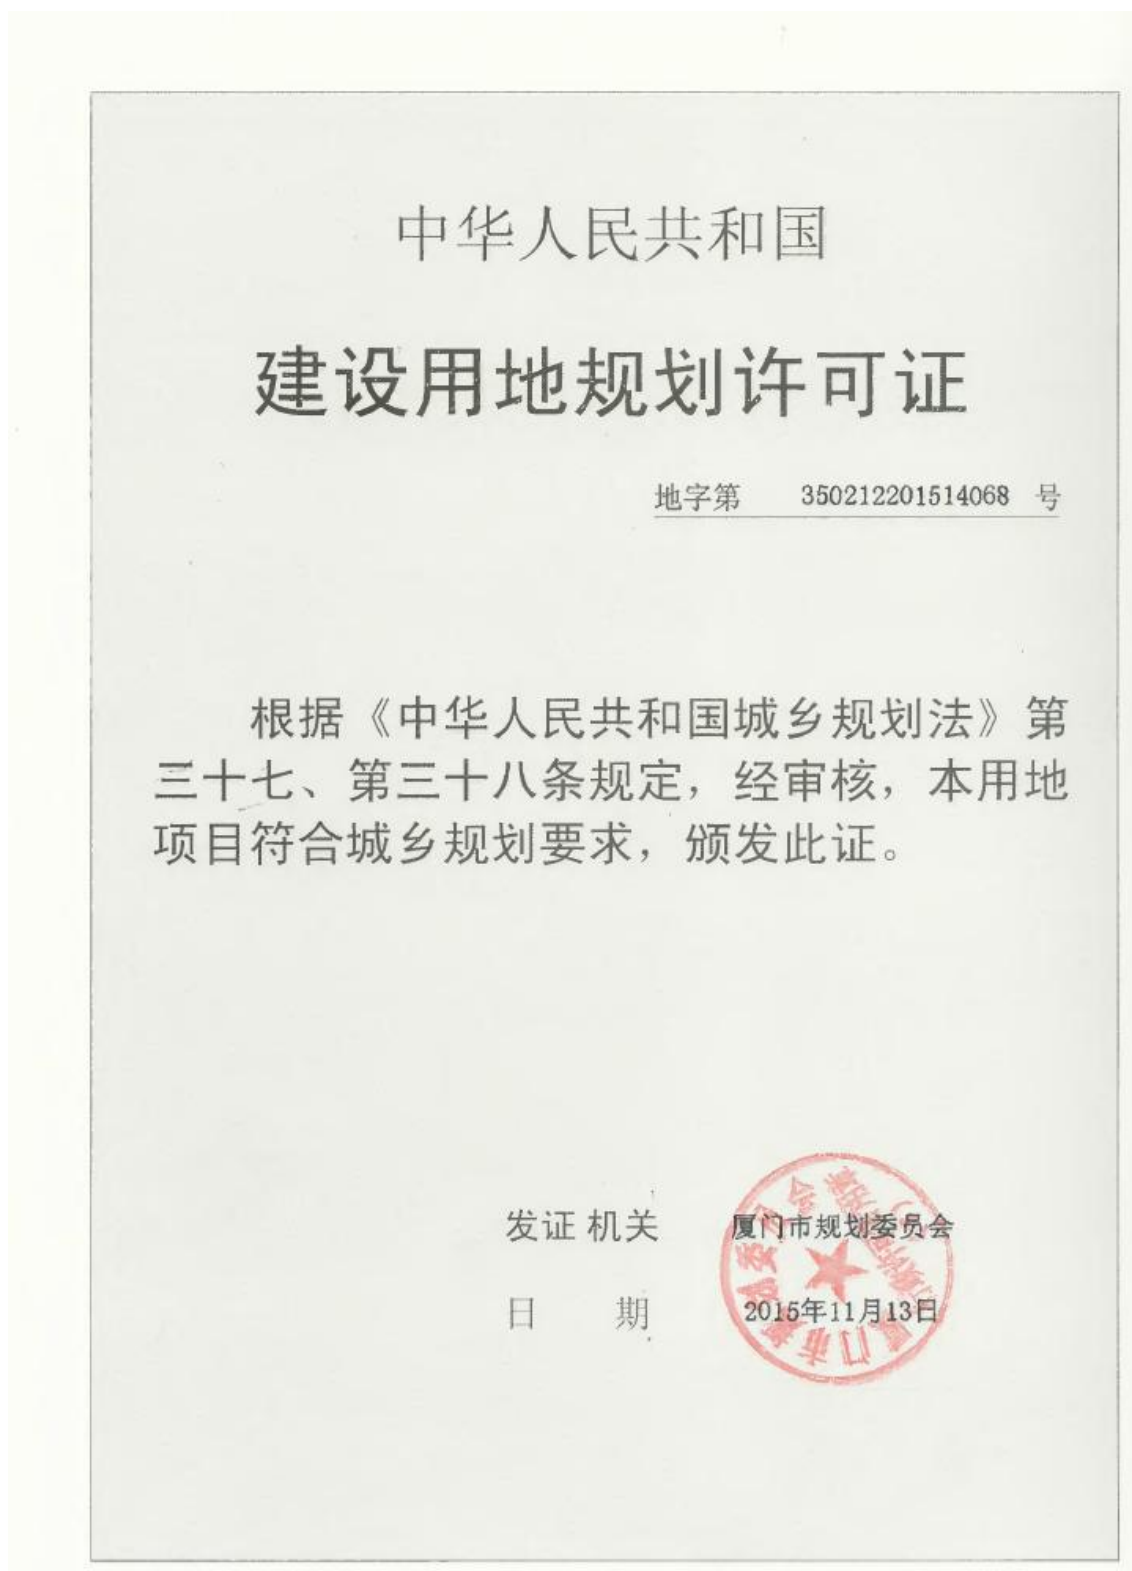 中华人民共和国
建设用地规划许可证
地字第 350212201514068 号
根据《中华人民共和国城乡规划法》第
三十七、第三十八条规定，经审核，本用地
项目符合城乡规划要求，颁发此证。
发证机关 厦门市规划委员会
日 期 2015年11月13日